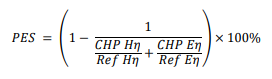 PES = (1 − 1 / (CHP Hη / Ref Hη + CHP Eη / Ref Eη)) × 100%